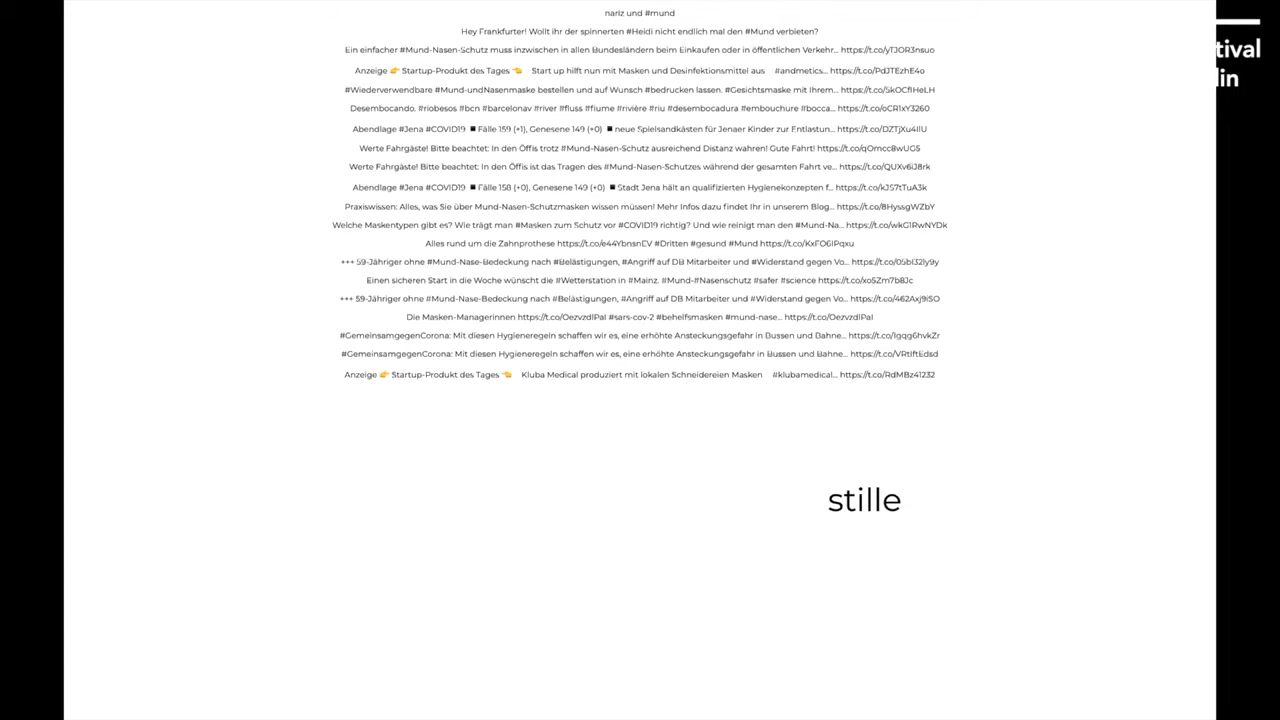 nariz und #mund
Hey Frankfurter! Wollt ihr der spinnerten #Heidi nicht endlich mal den #Mund verbieten?
Ein einfacher #Mund-Nasen-Schutz muss inzwischen in allen Bundesländern beim Einkaufen oder in öffentlichen Verkehr... https://t.co/yTJOR3nsuo
Anzeige 👉 Startup-Produkt des Tages 👈 Start up hilft nun mit Masken und Desinfektionsmittel aus #andmetics... https://t.co/PdJTEzhE4o
#Wiederverwendbare #Mund-undNasenmaske bestellen und auf Wunsch #bedrucken lassen. #Gesichtsmaske mit Ihrem... https://t.co/5kOCfIHeLH
Desembocando. #riobesos #bcn #barcelonav #river #fluss #fiume #rivière #riu #desembocadura #embouchure #bocca... https://t.co/oCR1xY3260
Abendlage #Jena #COVID19 ◾ Fälle 159 (+1), Genesene 149 (+0) ◾ neue Spielsandkästen für Jenaer Kinder zur Entlastun... https://t.co/DZTjXu4IlU
Werte Fahrgäste! Bitte beachtet: In den Öffis trotz #Mund-Nasen-Schutz ausreichend Distanz wahren! Gute Fahrt! https://t.co/qOmcc8wUG5
Werte Fahrgäste! Bitte beachtet: In den Öffis ist das Tragen des #Mund-Nasen-Schutzes während der gesamten Fahrt ve... https://t.co/QUXv6iJ8rk
Abendlage #Jena #COVID19 ◾ Fälle 158 (+0), Genesene 149 (+0) ◾ Stadt Jena hält an qualifizierten Hygienekonzepten f... https://t.co/kJS7tTuA3k
Praxiswissen: Alles, was Sie über Mund-Nasen-Schutzmasken wissen müssen! Mehr Infos dazu findet Ihr in unserem Blog... https://t.co/8HyssgWZbY
Welche Maskentypen gibt es? Wie trägt man #Masken zum Schutz vor #COVID19 richtig? Und wie reinigt man den #Mund-Na... https://t.co/wkG1RwNYDk
Alles rund um die Zahnprothese https://t.co/e44YbnsnEV #Dritten #gesund #Mund https://t.co/KxFO6IPqxu
+++ 59-Jähriger ohne #Mund-Nase-Bedeckung nach #Belästigungen, #Angriff auf DB Mitarbeiter und #Widerstand gegen Vo... https://t.co/05bI32ly9y
Einen sicheren Start in die Woche wünscht die #Wetterstation in #Mainz. #Mund-#Nasenschutz #safer #science https://t.co/xo5Zm7b8Jc
+++ 59-Jähriger ohne #Mund-Nase-Bedeckung nach #Belästigungen, #Angriff auf DB Mitarbeiter und #Widerstand gegen Vo... https://t.co/462Axj9iSO
Die Masken-Managerinnen https://t.co/OezvzdlPaI #sars-cov-2 #behelfsmasken #mund-nase... https://t.co/OezvzdlPaI
#GemeinsamgegenCorona: Mit diesen Hygieneregeln schaffen wir es, eine erhöhte Ansteckungsgefahr in Bussen und Bahne... https://t.co/Igqg6hvkZr
#GemeinsamgegenCorona: Mit diesen Hygieneregeln schaffen wir es, eine erhöhte Ansteckungsgefahr in Bussen und Bahne... https://t.co/VRtIftEdsd
Anzeige 👉 Startup-Produkt des Tages 👈 Kluba Medical produziert mit lokalen Schneidereien Masken #klubamedical... https://t.co/RdMBz41232
stille
tival
lin